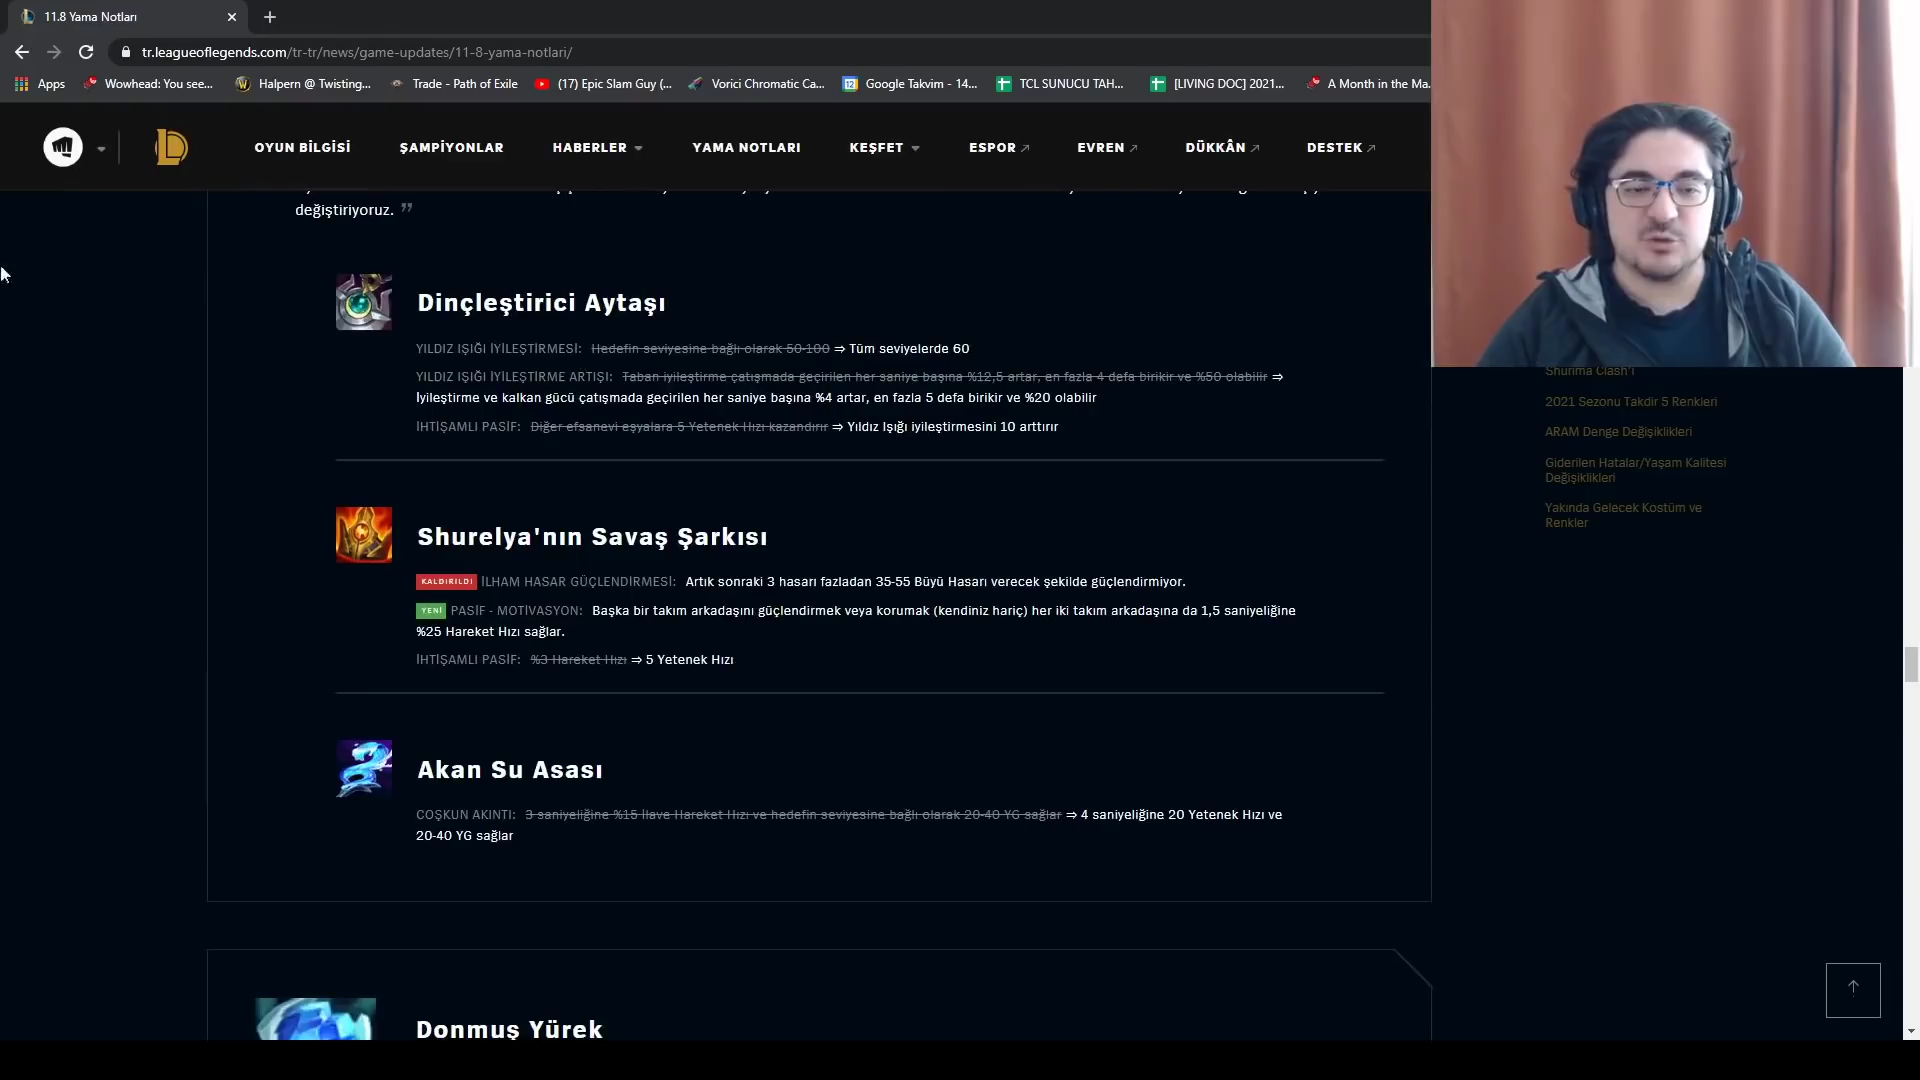 11.8 Yama Notları
tr.leagueoflegends.com/tr-tr/news/game-updates/11-8-yama-notlari/
Apps Wowhead: You see... Halpern @ Twisting... Trade - Path of Exile (17) Epic Slam Guy (... Vorici Chromatic Ca... Google Takvim - 14... TCL SUNUCU TAH... [LIVING DOC] 2021... A Month in the Ma.
OYUN BİLGİSİ ŞAMPİYONLAR HABERLER YAMA NOTLARI KEŞFET ESPOR EVREN DÜKKÂN DESTEK
değiştiriyoruz. ”
Dinçleştirici Aytaşı
YILDIZ IŞIĞI İYİLEŞTİRMESİ: Hedefin seviyesine bağlı olarak 50-100 ⇒ Tüm seviyelerde 60
YILDIZ IŞIĞI İYİLEŞTİRME ARTIŞI: Taban iyileştirme çatışmada geçirilen her saniye başına %12,5 artar, en fazla 4 defa birikir ve %50 olabilir ⇒
İyileştirme ve kalkan gücü çatışmada geçirilen her saniye başına %4 artar, en fazla 5 defa birikir ve %20 olabilir
İHTİŞAMLI PASİF: Diğer efsanevi eşyalara 5 Yetenek Hızı kazandırır ⇒ Yıldız Işığı iyileştirmesini 10 arttırır
Shurelya'nın Savaş Şarkısı
KALDIRILDI İLHAM HASAR GÜÇLENDİRMESİ: Artık sonraki 3 hasarı fazladan 35-55 Büyü Hasarı verecek şekilde güçlendirmiyor.
YENİ PASİF - MOTİVASYON: Başka bir takım arkadaşını güçlendirmek veya korumak (kendiniz hariç) her iki takım arkadaşına da 1,5 saniyeliğine
%25 Hareket Hızı sağlar.
İHTİŞAMLI PASİF: %3 Hareket Hızı ⇒ 5 Yetenek Hızı
Akan Su Asası
COŞKUN AKINTI: 3 saniyeliğine %15 İlave Hareket Hızı ve hedefin seviyesine bağlı olarak 20-40 YG sağlar ⇒ 4 saniyeliğine 20 Yetenek Hızı ve
20-40 YG sağlar
Donmuş Yürek
Shurima Clash'i
2021 Sezonu Takdir 5 Renkleri
ARAM Denge Değişiklikleri
Giderilen Hatalar/Yaşam Kalitesi
Değişiklikleri
Yakında Gelecek Kostüm ve
Renkler